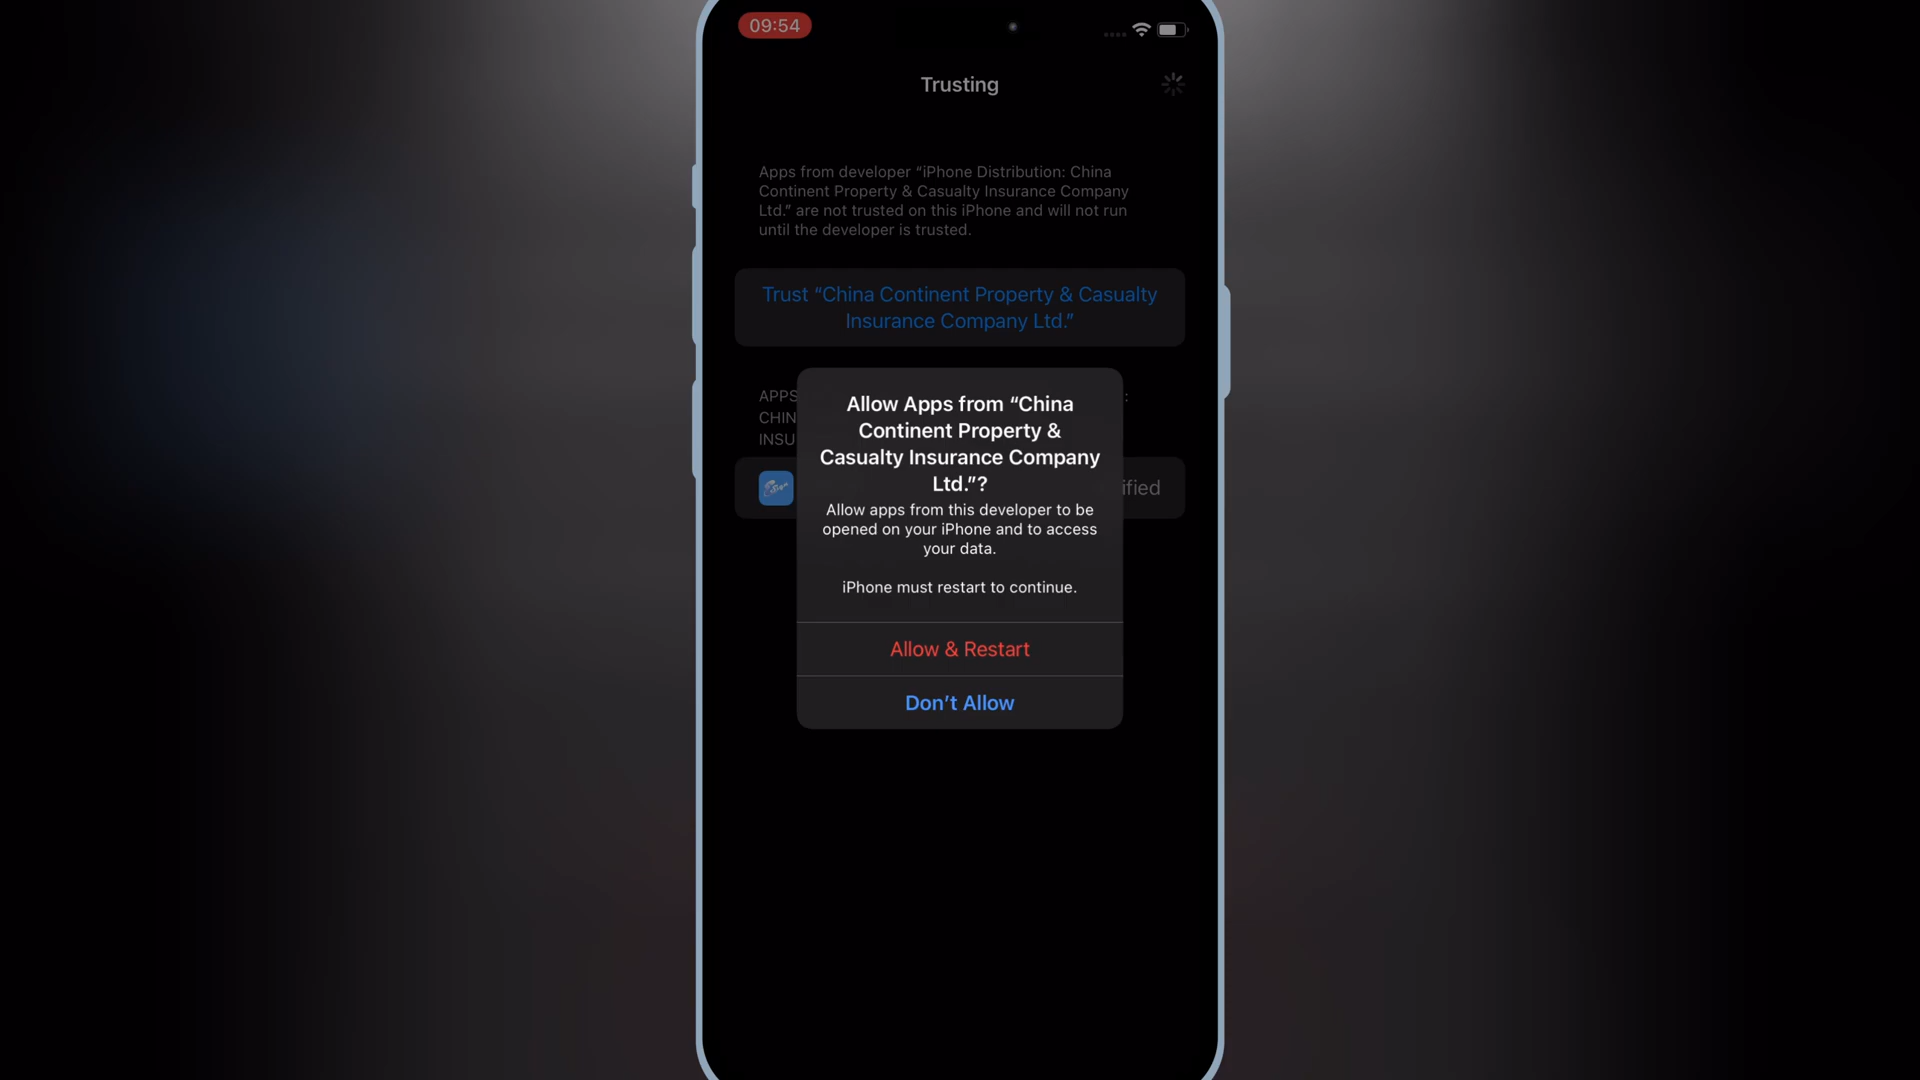 09:54
Trusting
Apps from developer “iPhone Distribution: China
Continent Property & Casualty Insurance Company
Ltd.” are not trusted on this iPhone and will not run
until the developer is trusted.
Trust “China Continent Property & Casualty
Insurance Company Ltd.”
APPS
:
CHIN
INSU
ified
Allow Apps from “China
Continent Property &
Casualty Insurance Company
Ltd.”?
Allow apps from this developer to be
opened on your iPhone and to access
your data.
iPhone must restart to continue.
Allow & Restart
Don’t Allow